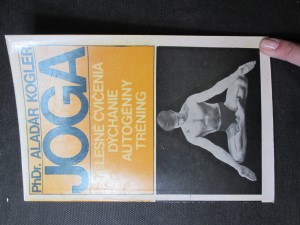 PhDr. ALADÁR KOGLER
JOGA
TELESNÉ CVIČENIA
DÝCHANIE
AUTOGÉNNY
TRÉNING